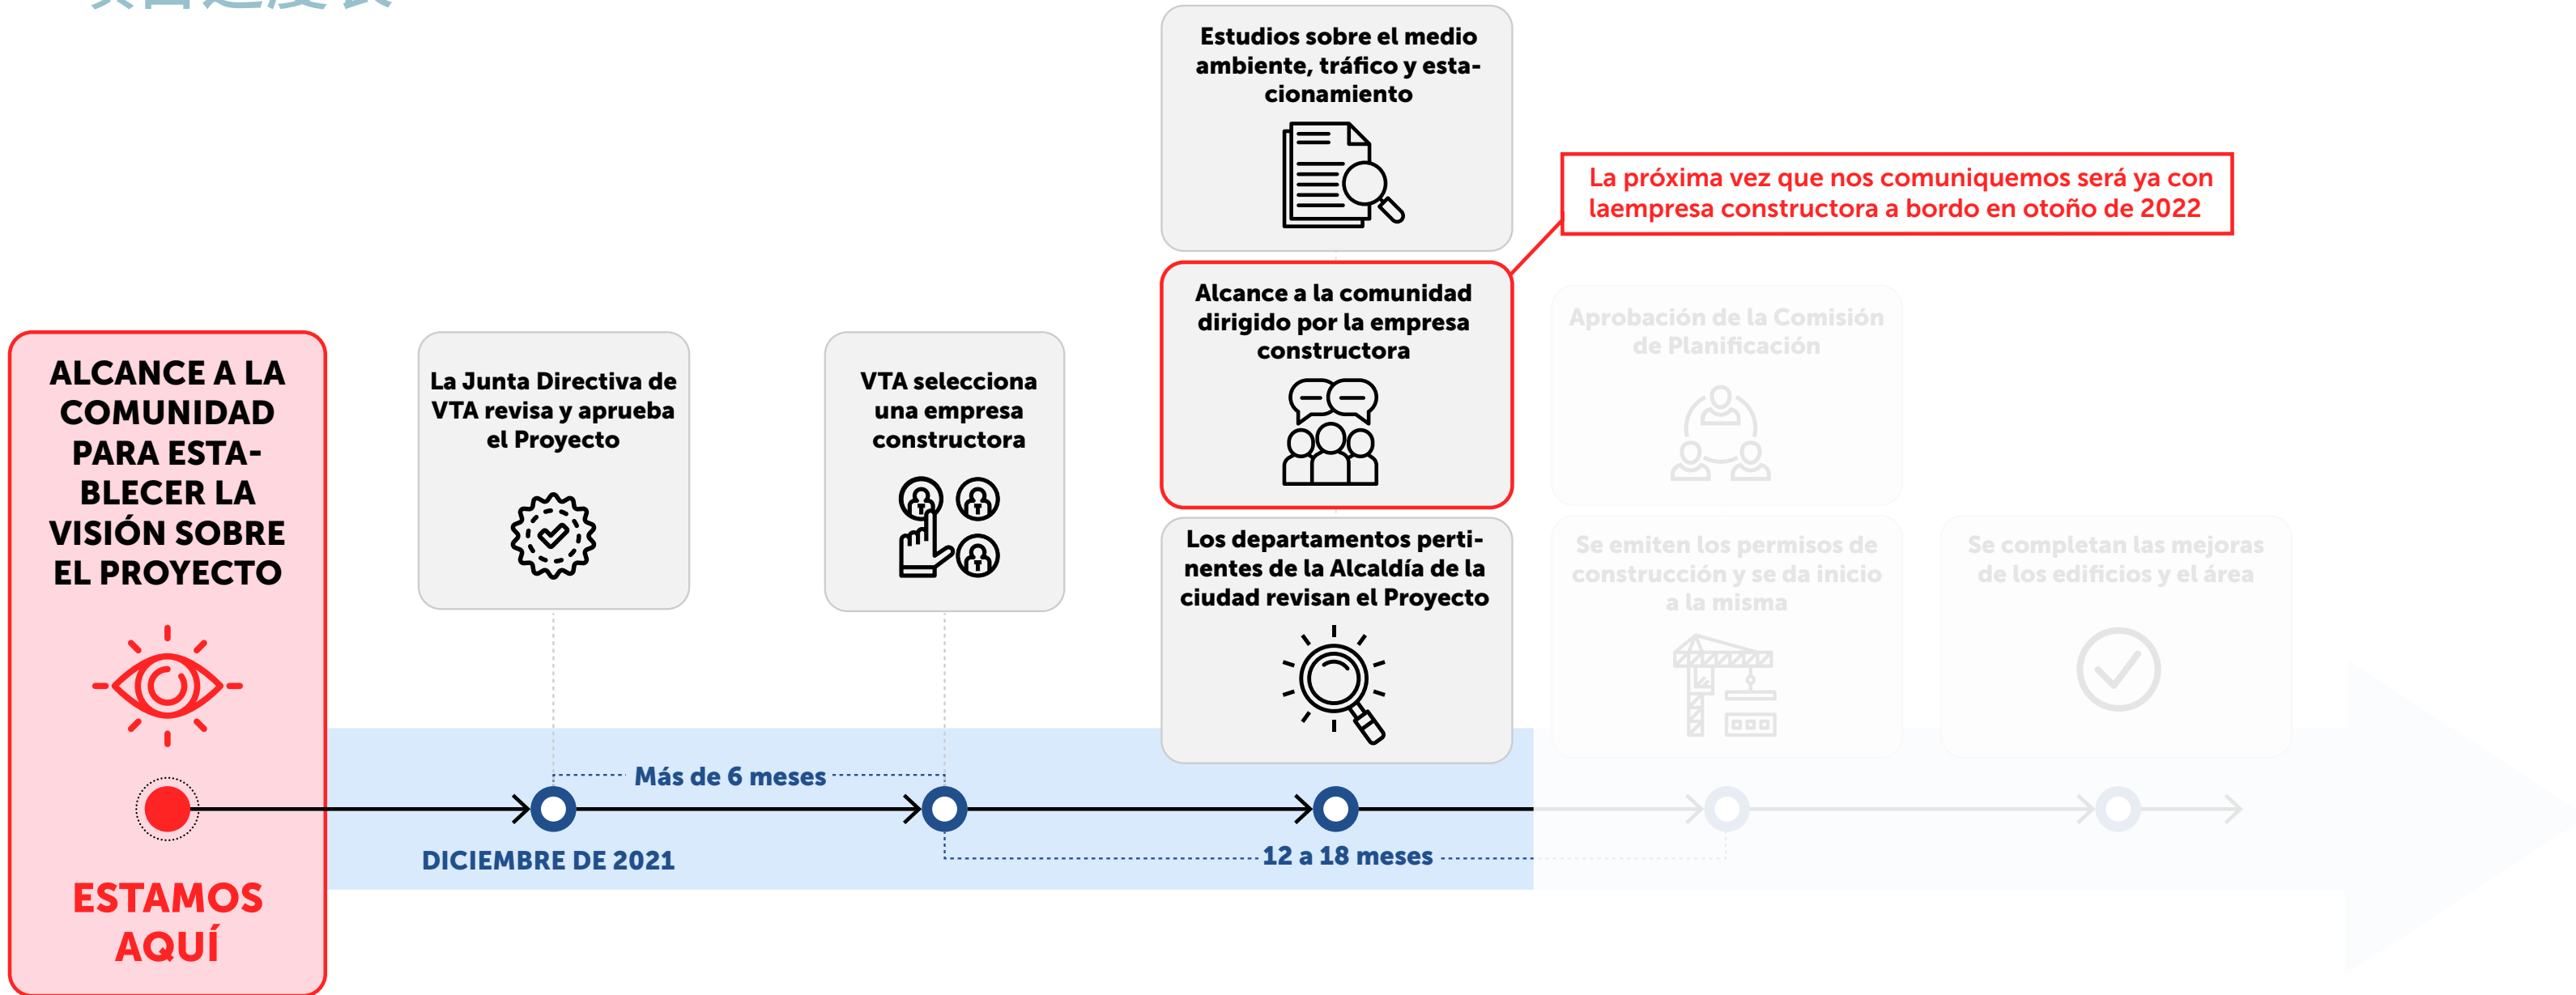 项目进度表
Estudios sobre el medio
ambiente, tráfico y esta-
cionamiento
La próxima vez que nos comuniquemos será ya con
laempresa constructora a bordo en otoño de 2022
Alcance a la comunidad
dirigido por la empresa
constructora
Aprobación de la Comisión
de Planificación
ALCANCE A LA
COMUNIDAD
PARA ESTA-
BLECER LA
VISIÓN SOBRE
EL PROYECTO
La Junta Directiva de
VTA revisa y aprueba
el Proyecto
VTA selecciona
una empresa
constructora
Los departamentos perti-
nentes de la Alcaldía de la
ciudad revisan el Proyecto
Se emiten los permisos de
construcción y se da inicio
a la misma
Se completan las mejoras
de los edificios y el área
Más de 6 meses
DICIEMBRE DE 2021
12 a 18 meses
ESTAMOS
AQUÍ